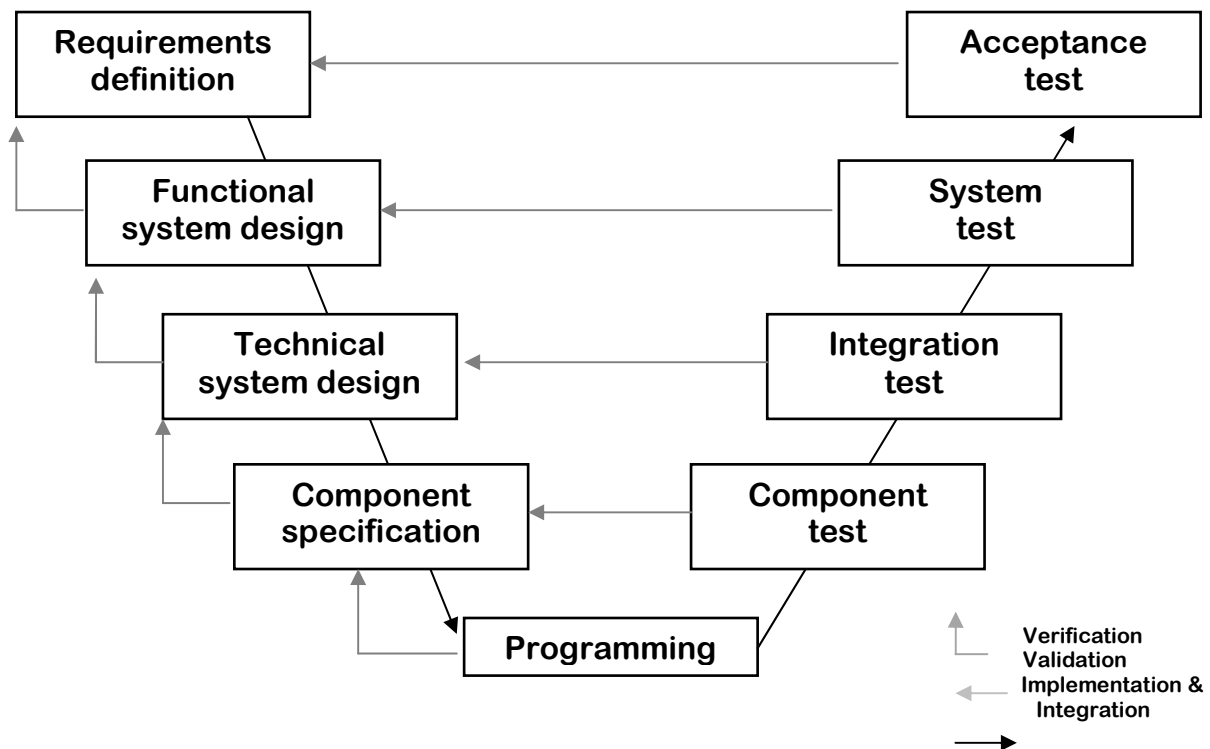 Requirements
definition
Acceptance
test
Functional
system design
System
test
Technical
system design
Integration
test
Component
specification
Component
test
Programming
Verification
Validation
Implementation &
Integration